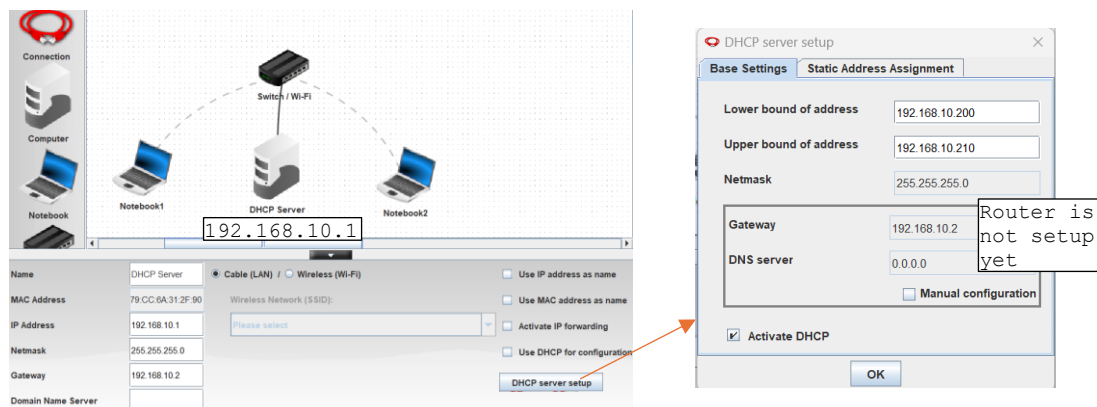 Connection
Computer
Notebook
Switch / Wi-Fi
Notebook1
DHCP Server
Notebook2
192.168.10.1
Name
DHCP Server
Cable (LAN) / Wireless (Wi-Fi)
Use IP address as name
MAC Address
79:CC:6A:31:2F:90
Wireless Network (SSID):
Use MAC address as name
IP Address
192.168.10.1
Please select
Activate IP forwarding
Netmask
255.255.255.0
Use DHCP for configuration
Gateway
192.168.10.2
DHCP server setup
Domain Name Server
DHCP server setup
Base Settings
Static Address Assignment
Lower bound of address
192.168.10.200
Upper bound of address
192.168.10.210
Netmask
255.255.255.0
Gateway
192.168.10.2
DNS server
0.0.0.0
Manual configuration
Router is
not setup
yet
Activate DHCP
OK